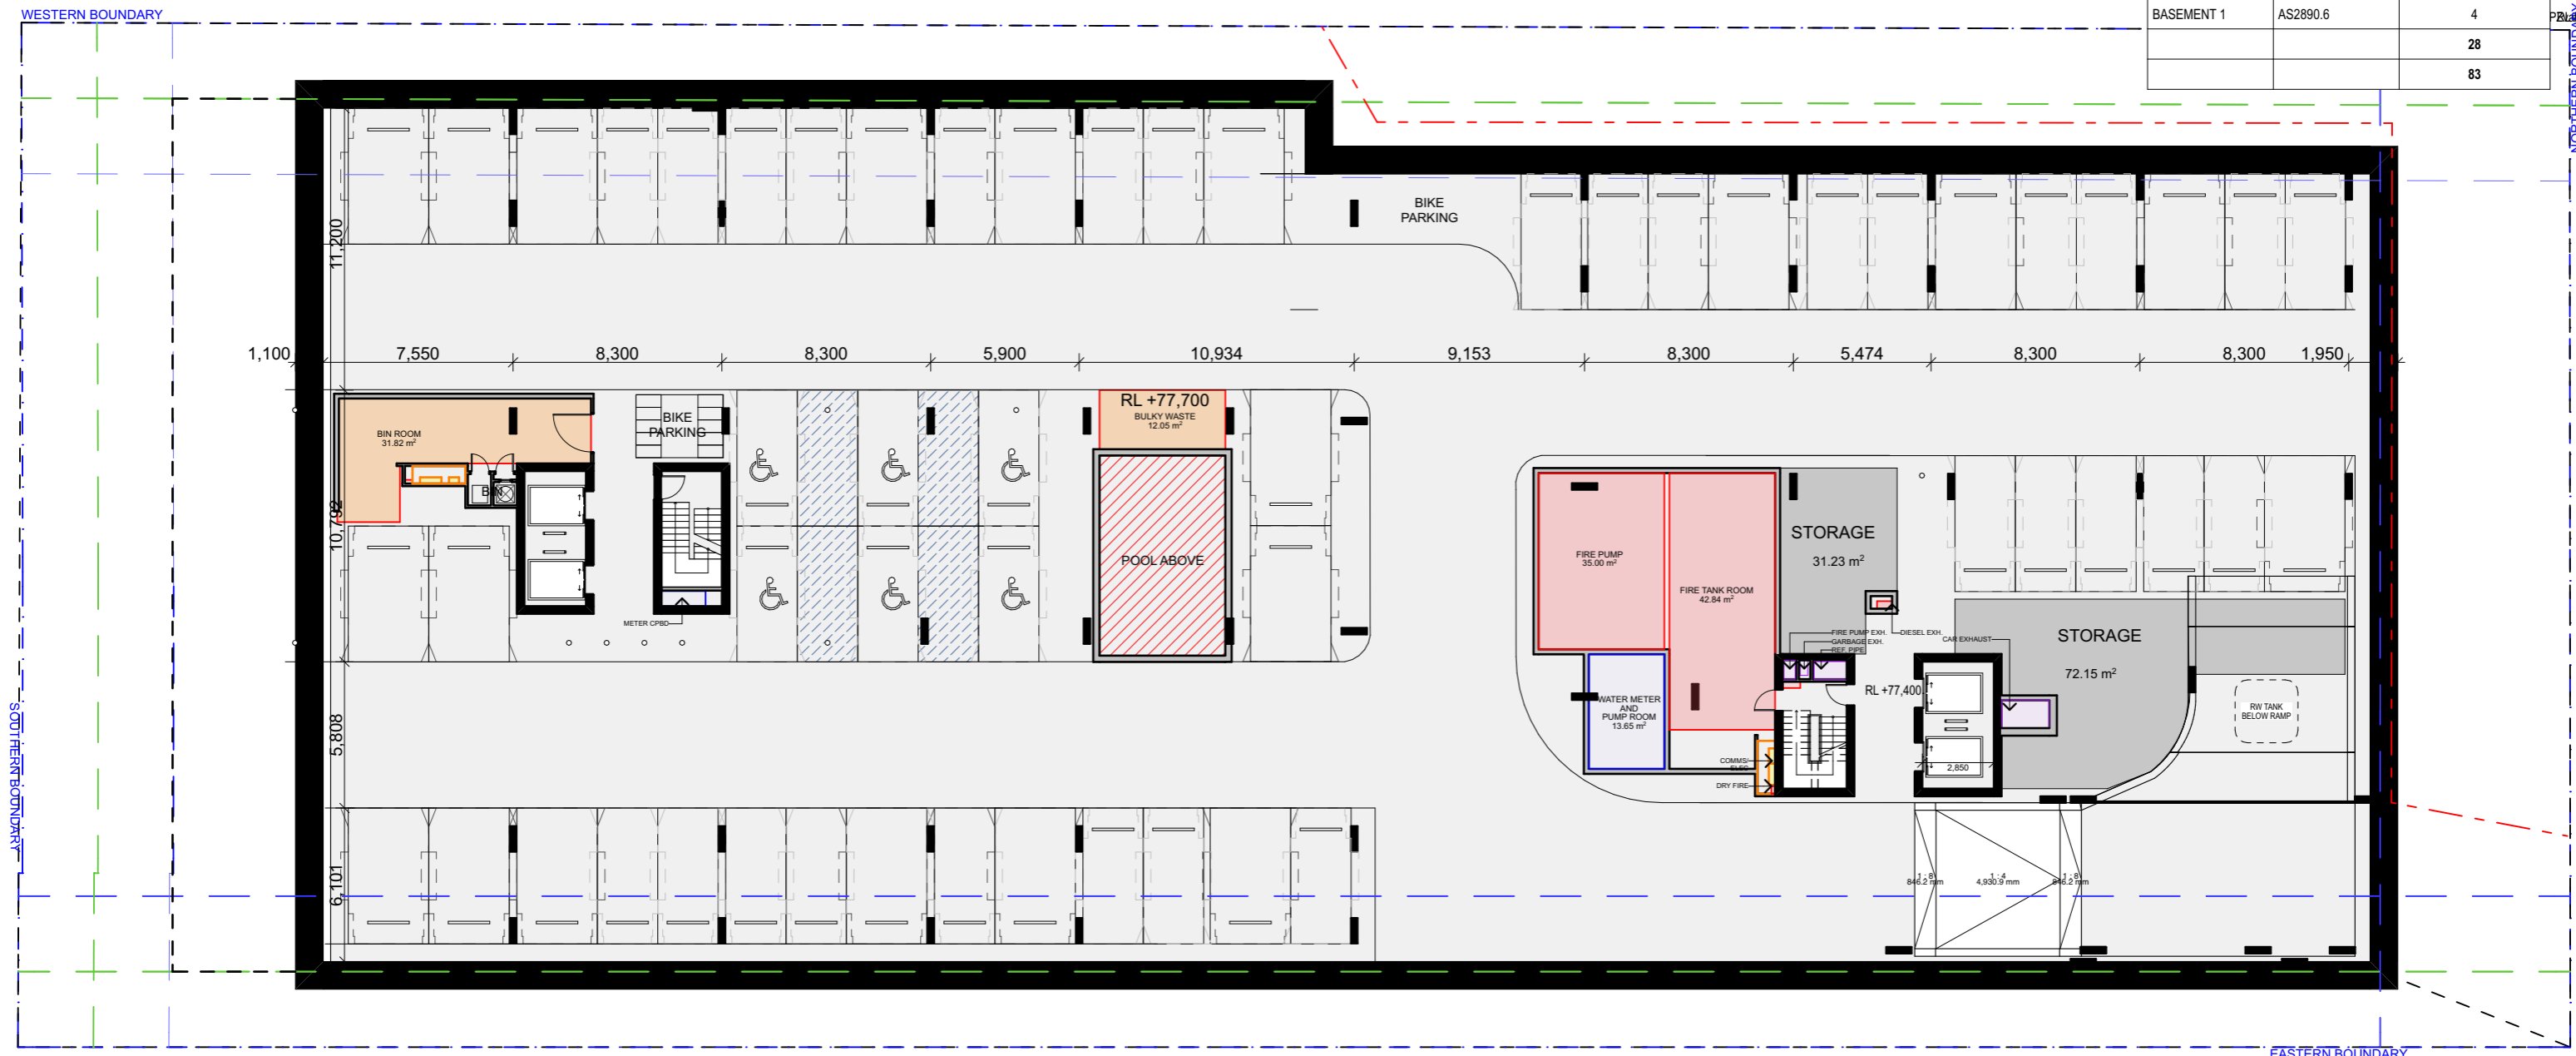 WESTERN BOUNDARY
BASEMENT 1 AS2890.6 4
28
83
NORTHERN BOUNDARY
BIKE
PARKING
11,200
1,100 7,550 8,300 8,300 5,900 10,934 9,153 8,300 5,474 8,300 8,300 1,950
RL +77,700
BULKY WASTE
12.05 m²
BIKE
PARKING
BIN ROOM
31.82 m²
BIN
10,792
POOL ABOVE
METER CPBD
FIRE PUMP
35.00 m²
FIRE TANK ROOM
42.84 m²
STORAGE
31.23 m²
FIRE PUMP EXH.
DIESEL EXH.
GARBAGE EXH.
REF. PIPE
CAR EXHAUST
STORAGE
72.15 m²
RL +77,400
WATER METER
AND
PUMP ROOM
13.65 m²
RW TANK
BELOW RAMP
COMMS/
ELEC
DRY FIRE
2,850
5,808
SOUTHERN BOUNDARY
6,101
1 : 8
846.2 mm
1 : 4
4,930.9 mm
1 : 8
846.2 mm
EASTERN BOUNDARY